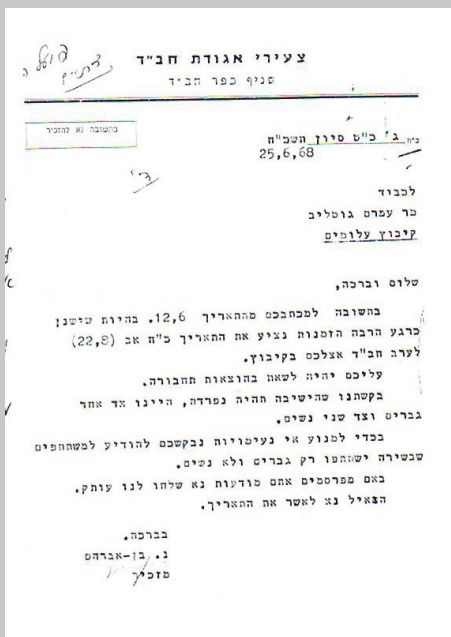 צעירי אגודת חב"ד
סניף כפר חב"ד
בתשובה נא להזכיר
ב"ה, ג' כ"ט סיון תשכ"ח
25,6,68
לכבוד
מר עמרם גוטליב
קיבוץ עלומים
שלום וברכה,
בתשובה למכתבכם מהתאריך 12,6. בהיות שישנן
כרגע הרבה הזמנות נציע את התאריך כ"ח אב (22,8)
לערב חב"ד אצלכם בקיבוץ.
עליכם יהיה לשאת בהוצאות תחבורה.
בקשתנו שהישיבה תהיה נפרדת, היינו צד אחד
גברים וצד שני נשים.
בכדי למנוע אי נעימויות נבקשכם להודיע למשתתפים
שבשירה ישתתפו רק גברים ולא נשים.
באם מפרסמים אתם מודעות נא שלחו לנו עותק.
הואיל נא לאשר את התאריך.
בברכה.
נ. בן-אברהם
מזכיר